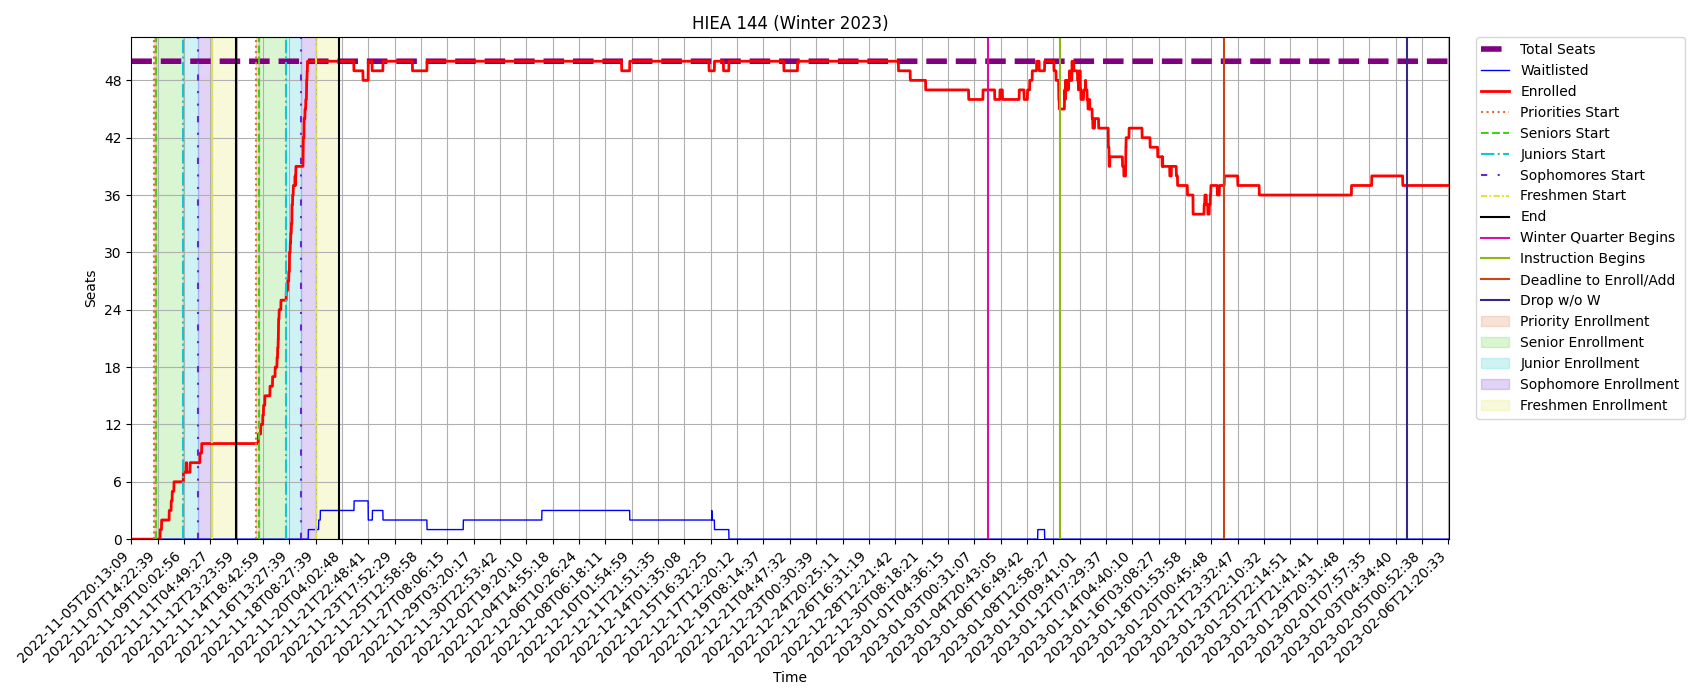 HIEA 144 (Winter 2023)
Seats
48
42
36
30
24
18
12
6
0
2022-11-05T20:13:09
2022-11-07T14:22:39
2022-11-09T10:02:56
2022-11-11T04:49:27
2022-11-12T23:23:59
2022-11-14T18:42:59
2022-11-16T13:27:39
2022-11-18T08:27:39
2022-11-20T04:02:48
2022-11-21T22:48:41
2022-11-23T17:52:29
2022-11-25T12:58:58
2022-11-27T08:06:15
2022-11-29T03:20:17
2022-11-30T22:53:42
2022-12-02T19:20:10
2022-12-04T14:55:18
2022-12-06T10:26:24
2022-12-08T06:18:11
2022-12-10T01:54:59
2022-12-11T21:51:35
2022-12-14T01:35:08
2022-12-15T16:32:25
2022-12-17T12:20:12
2022-12-19T08:14:37
2022-12-21T04:47:32
2022-12-23T00:30:39
2022-12-24T20:25:11
2022-12-26T16:31:19
2022-12-28T12:21:42
2022-12-30T08:18:21
2023-01-01T04:36:15
2023-01-03T00:31:07
2023-01-04T20:43:05
2023-01-06T16:49:42
2023-01-08T12:58:27
2023-01-10T09:41:01
2023-01-12T07:29:37
2023-01-14T04:40:16
2023-01-16T03:08:27
2023-01-18T01:53:58
2023-01-20T00:45:48
2023-01-21T23:32:47
2023-01-23T22:10:32
2023-01-25T22:14:51
2023-01-27T21:41:41
2023-01-29T20:31:48
2023-02-01T07:57:35
2023-02-03T04:34:40
2023-02-05T00:52:38
2023-02-06T21:20:33
Time
Total Seats
Waitlisted
Enrolled
Priorities Start
Seniors Start
Juniors Start
Sophomores Start
Freshmen Start
End
Winter Quarter Begins
Instruction Begins
Deadline to Enroll/Add
Drop w/o W
Priority Enrollment
Senior Enrollment
Junior Enrollment
Sophomore Enrollment
Freshmen Enrollment